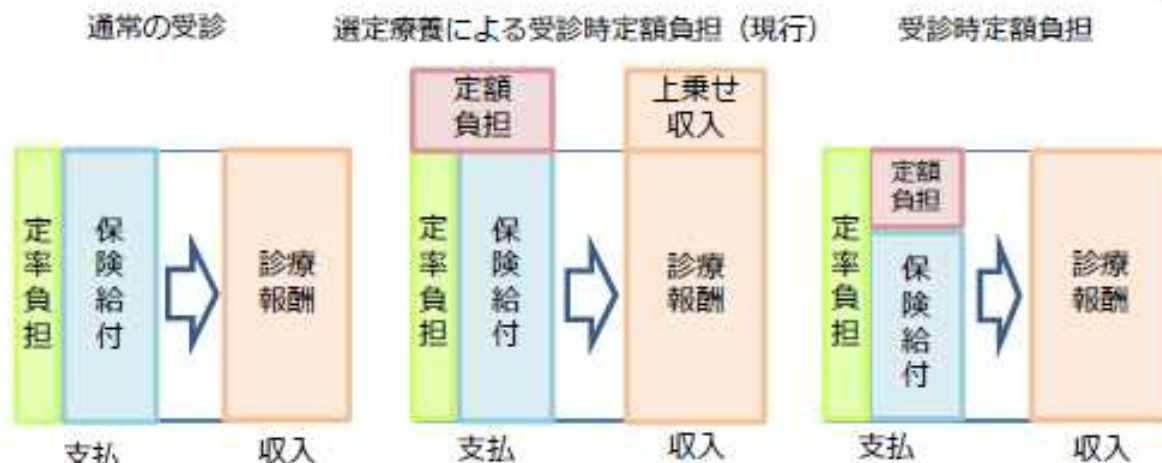 通常の受診
定率負担
保険給付
診療
報酬
支払
収入
選定療養による受診時定額負担（現行）
定額
負担
上乗せ
収入
定率負担
保険給付
診療
報酬
支払
収入
受診時定額負担
定率負担
定額
負担
保険給付
診療
報酬
支払
収入